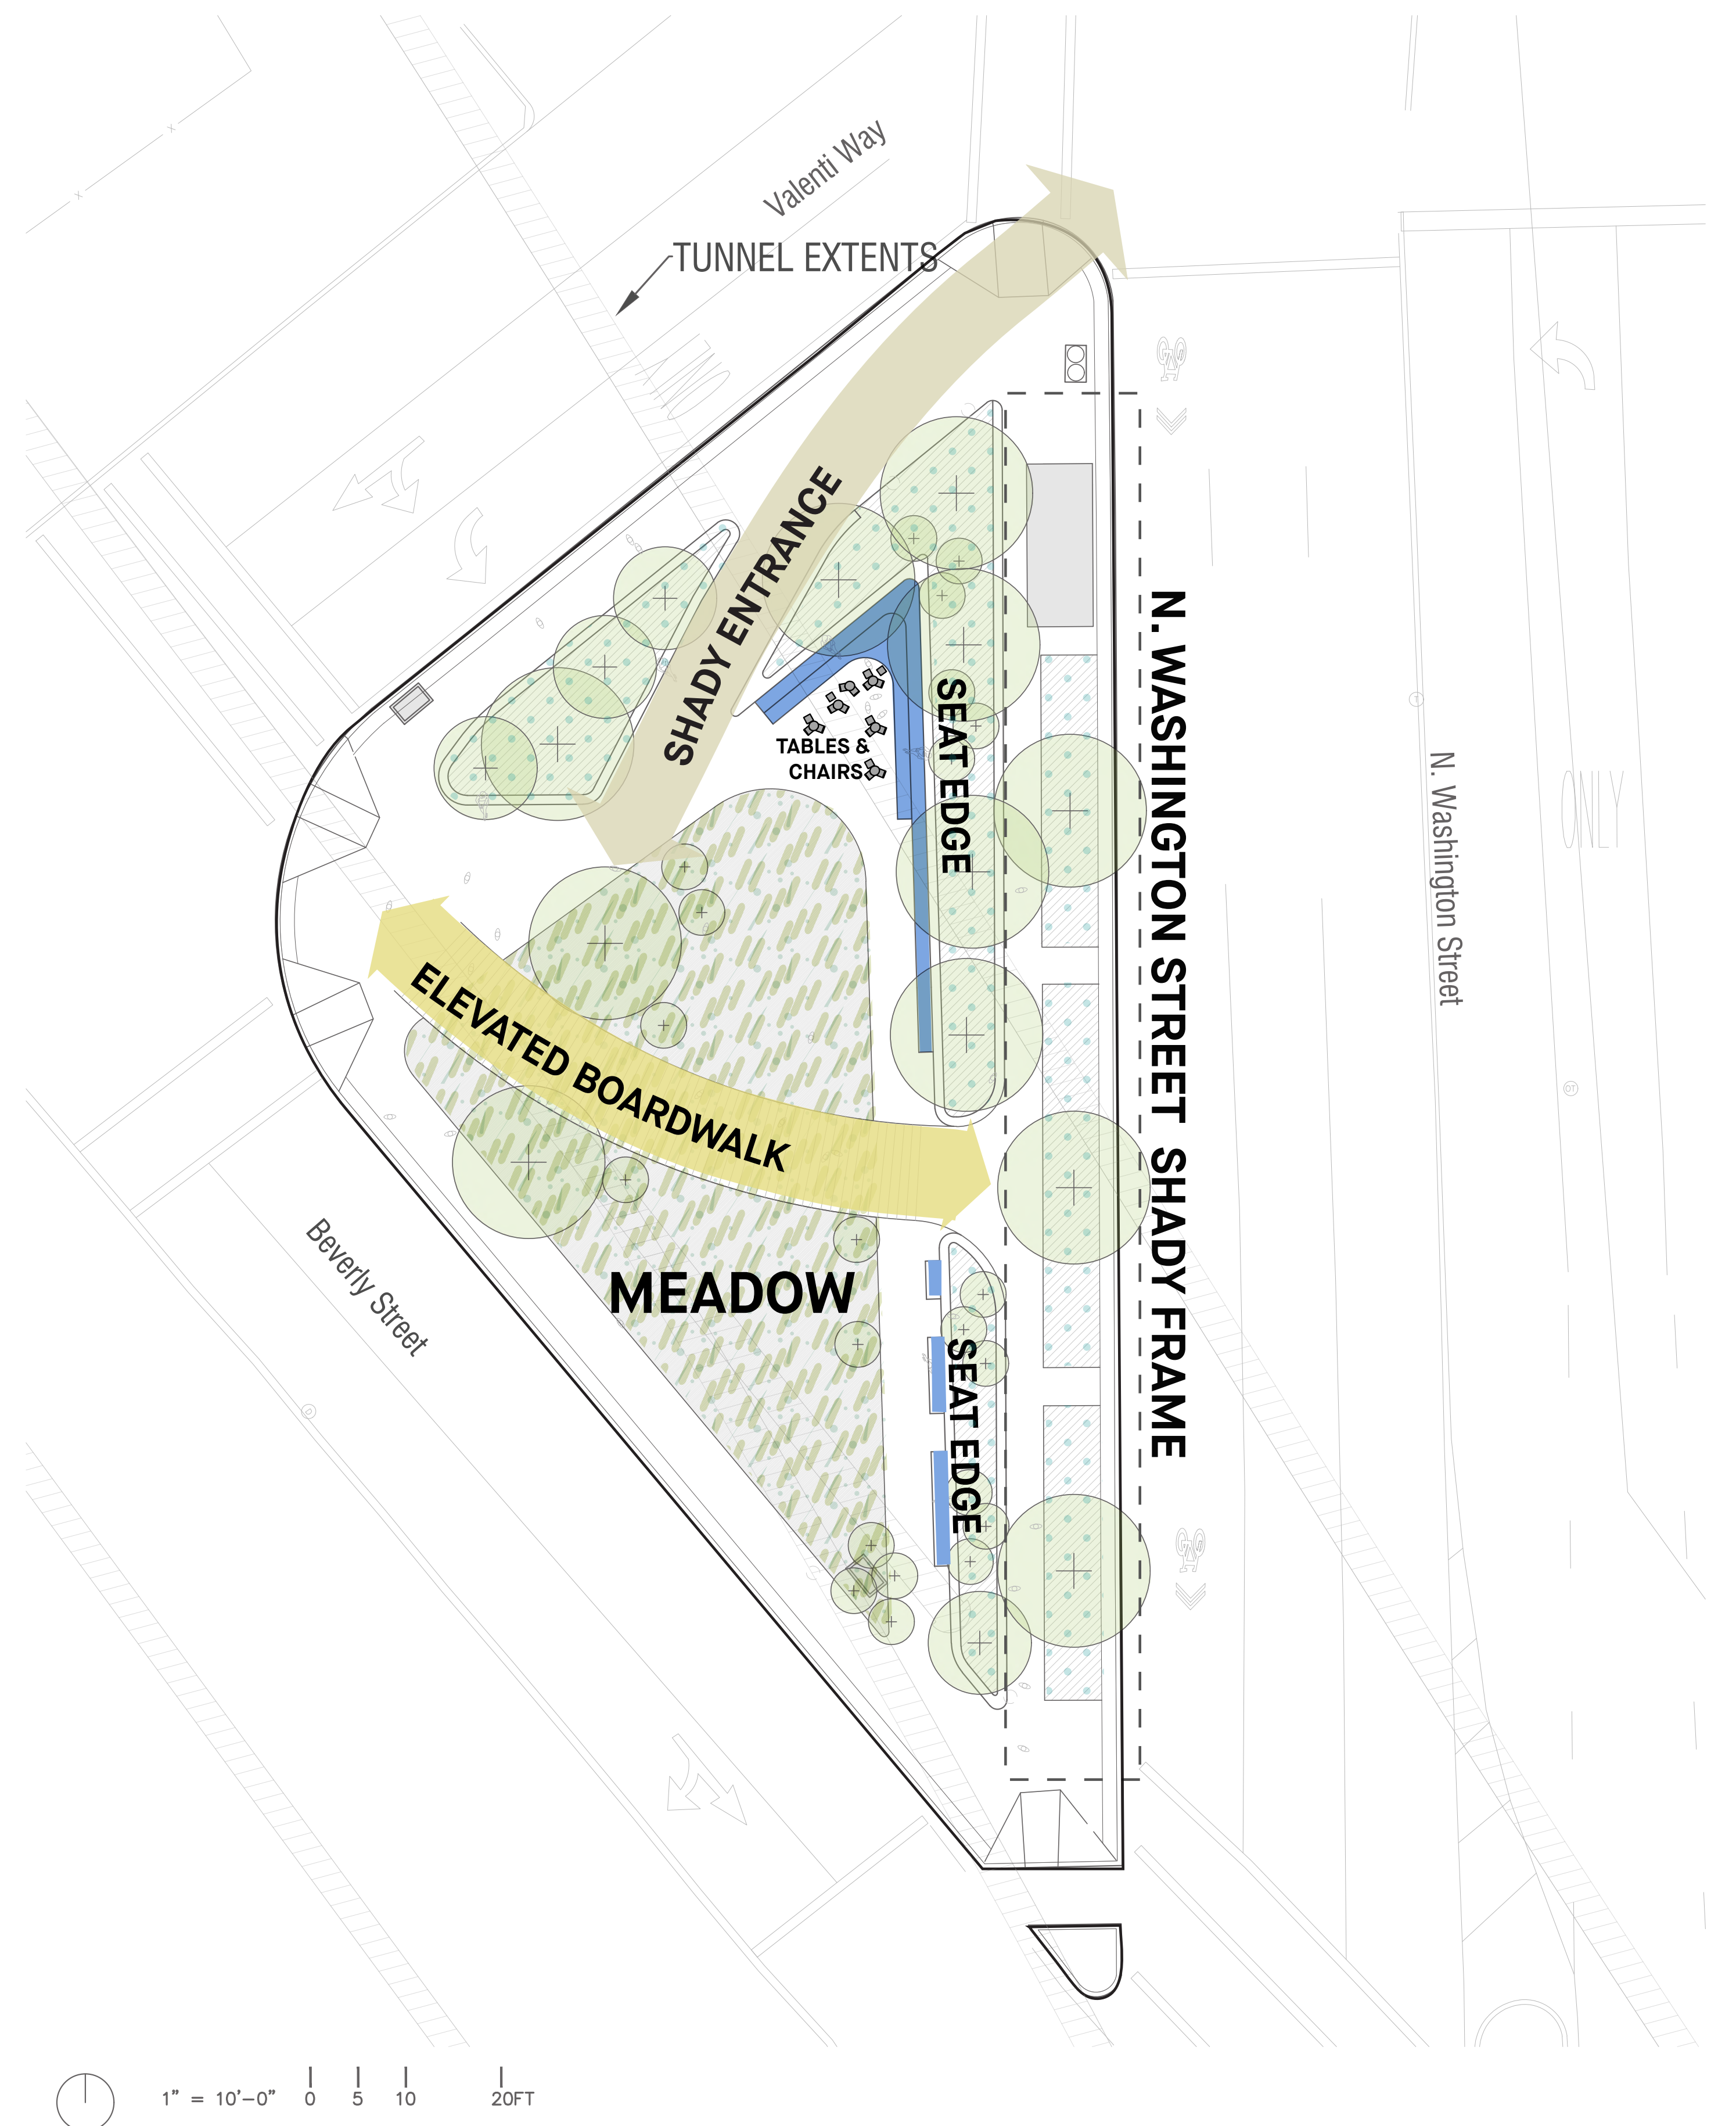 Valenti Way
TUNNEL EXTENTS
SHADY ENTRANCE
TABLES &
CHAIRS
SEAT EDGE
N. WASHINGTON STREET SHADY FRAME
N. Washington Street
ONLY
ELEVATED BOARDWALK
MEADOW
SEAT EDGE
Beverly Street
D
DT
1" = 10'-0"
0
5
10
20FT